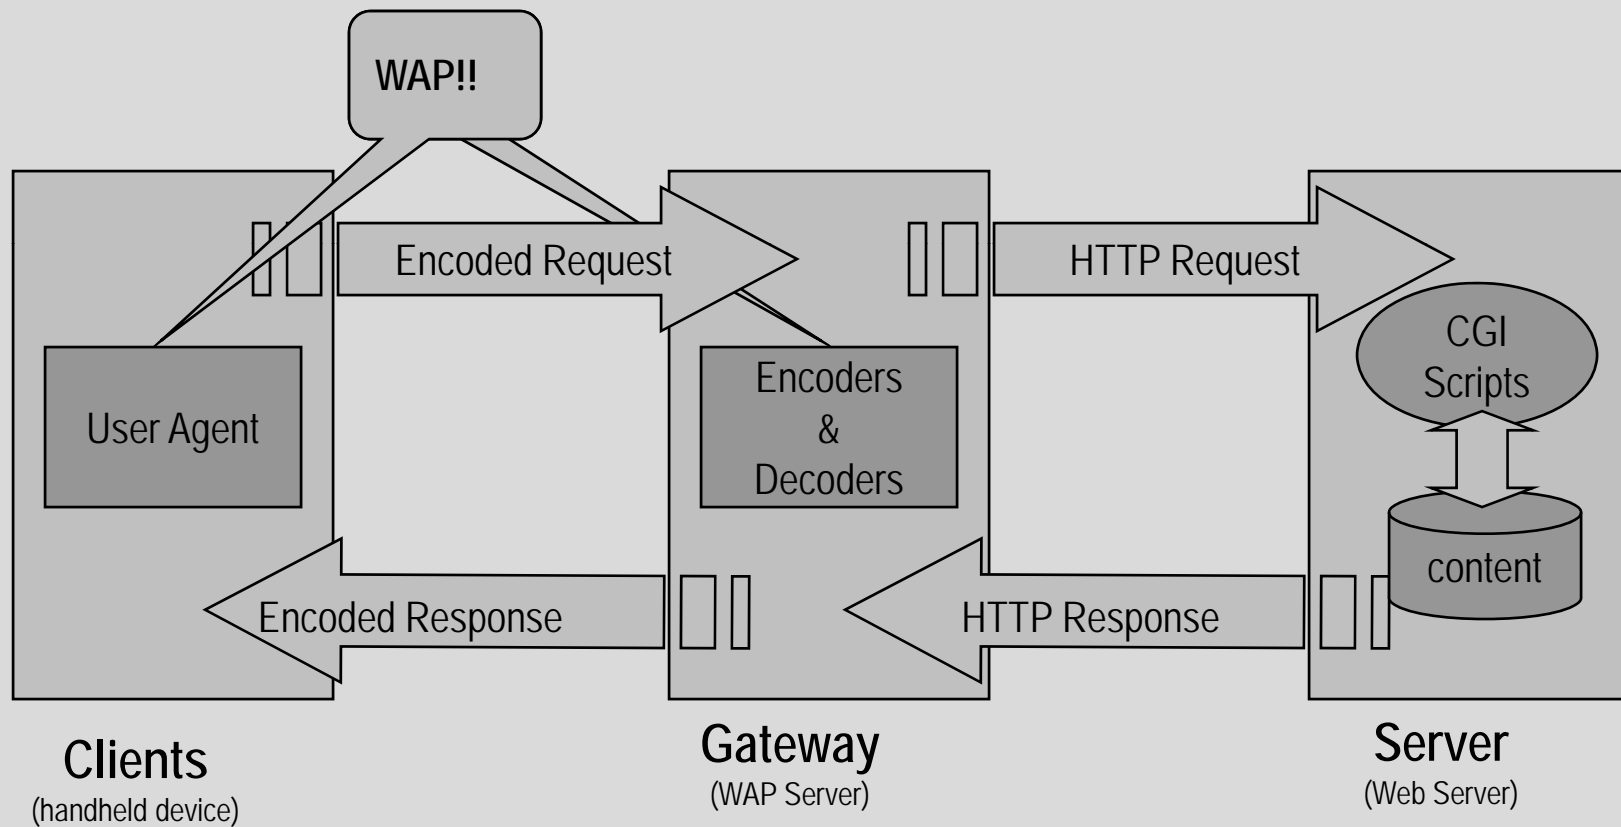 WAP!!
Encoded Request
HTTP Request
User Agent
Encoders
&
Decoders
CGI
Scripts
content
Encoded Response
HTTP Response
Clients
(handheld device)
Gateway
(WAP Server)
Server
(Web Server)